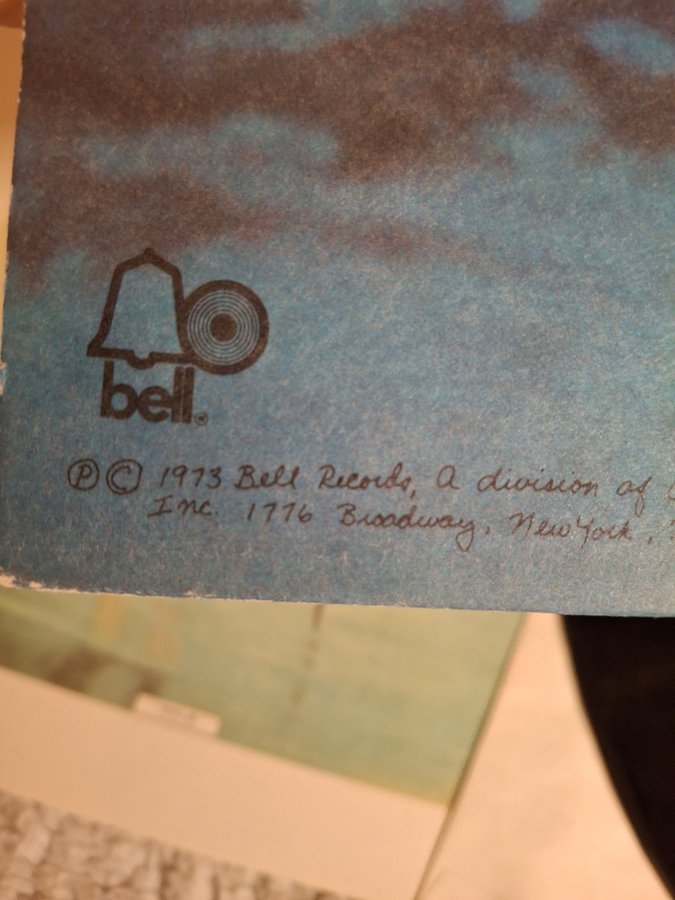 bell®
℗ © 1973 Bell Records, A division of
Inc. 1776 Broadway, New York,